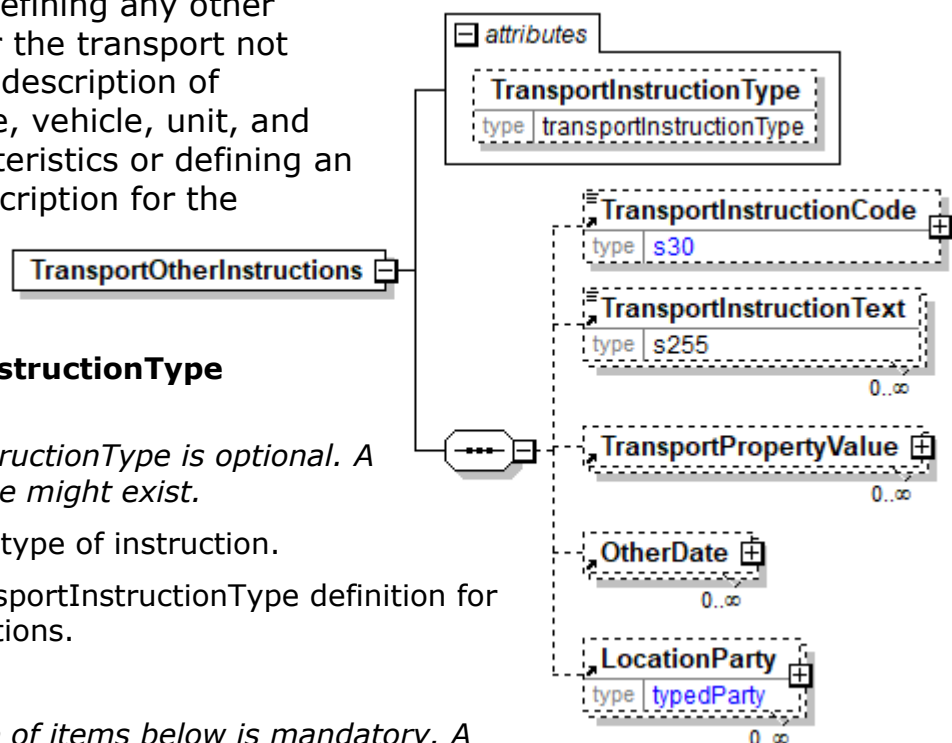 efining any other
r the transport not
description of
e, vehicle, unit, and
teristics or defining an
cription for the
attributes
TransportInstructionType
type transportInstructionType
TransportOtherInstructions
TransportInstructionCode
type s30
TransportInstructionText
type s255
0..∞
TransportPropertyValue
0..∞
OtherDate
0..∞
LocationParty
type typedParty
0..∞
structionType
ructionType is optional. A
e might exist.
type of instruction.
sportInstructionType definition for
tions.
of items below is mandatory. A